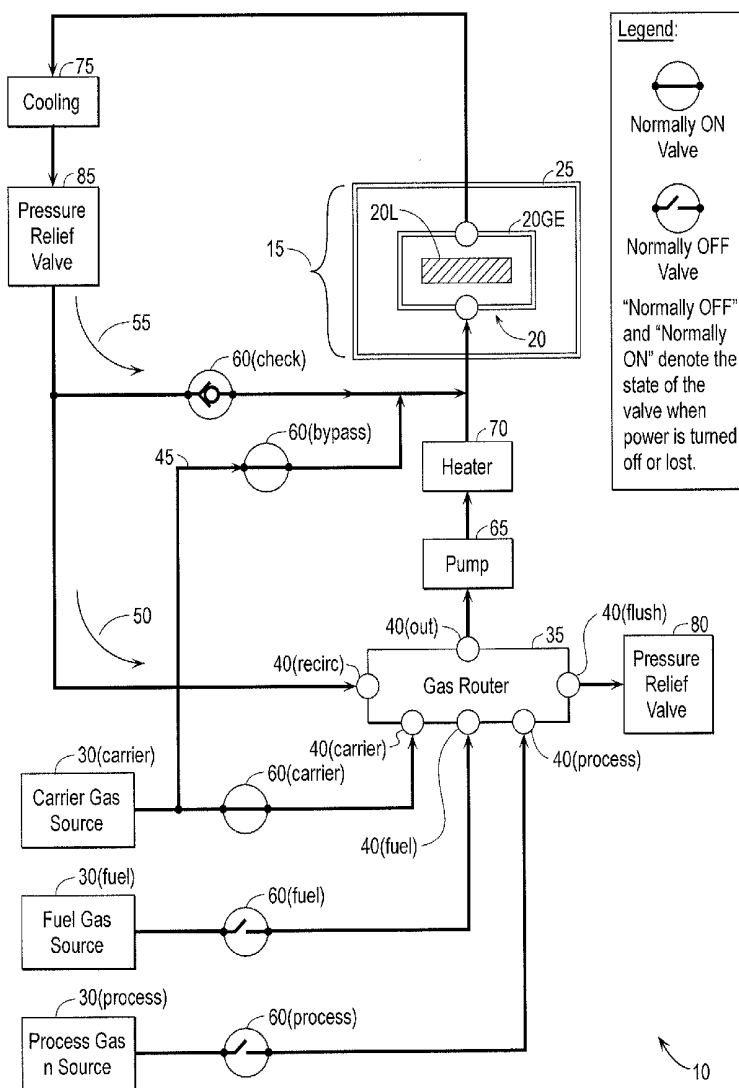 75
Cooling
85
Pressure
Relief
Valve
15
25
20L
20GE
20
55
60(check)
60(bypass)
45
70
Heater
65
Pump
50
40(out)
35
40(flush)
80
40(recirc)
Gas Router
Pressure
Relief
Valve
40(carrier)
40(process)
40(fuel)
30(carrier)
Carrier Gas
Source
60(carrier)
30(fuel)
Fuel Gas
Source
60(fuel)
30(process)
Process Gas
n Source
60(process)
10
Legend:
Normally ON
Valve
Normally OFF
Valve
"Normally OFF"
and "Normally
ON" denote the
state of the
valve when
power is turned
off or lost.